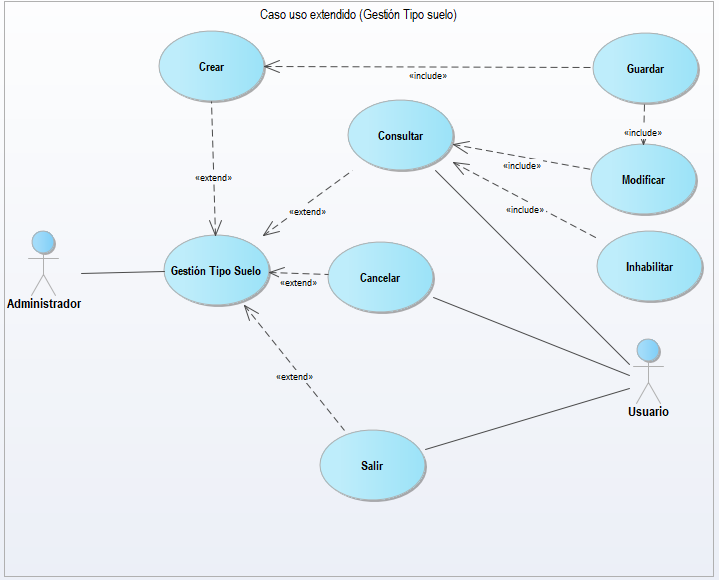 Caso uso extendido (Gestión Tipo suelo)
Crear
Guardar
«include»
Consultar
«include»
«include»
Modificar
«extend»
«extend»
«include»
Gestión Tipo Suelo
Cancelar
Inhabilitar
«extend»
Administrador
«extend»
Usuario
Salir